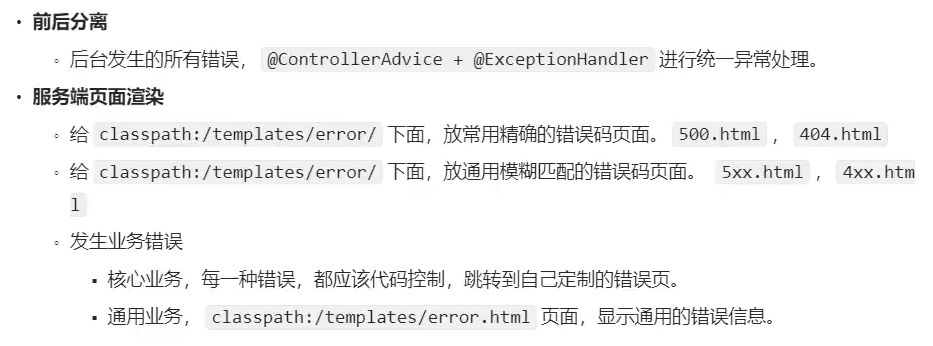 前后分离
后台发生的所有错误， @ControllerAdvice + @ExceptionHandler 进行统一异常处理。
服务端页面渲染
给 classpath:/templates/error/ 下面，放常用精确的错误码页面。 500.html ， 404.html
给 classpath:/templates/error/ 下面，放通用模糊匹配的错误码页面。 5xx.html ， 4xx.htm
l
发生业务错误
核心业务，每一种错误，都应该代码控制，跳转到自己定制的错误页。
通用业务， classpath:/templates/error.html 页面，显示通用的错误信息。